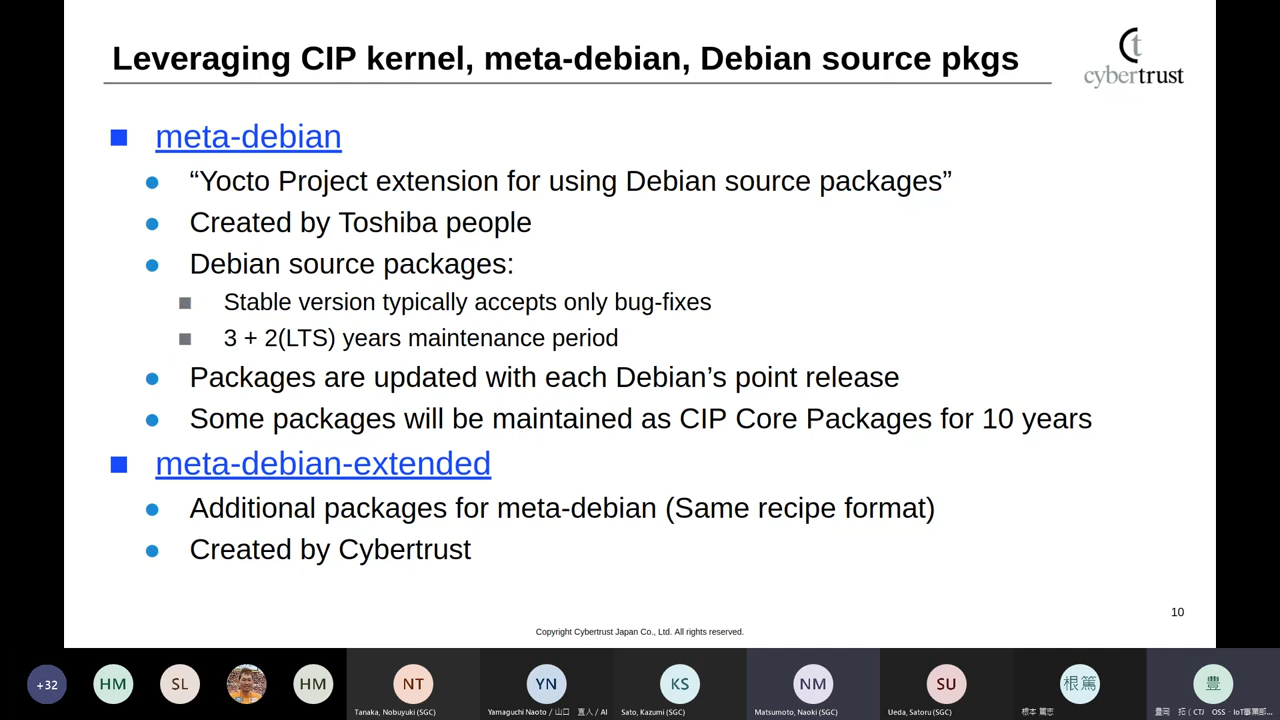 Leveraging CIP kernel, meta-debian, Debian source pkgs
cybertrust
meta-debian
“Yocto Project extension for using Debian source packages”
Created by Toshiba people
Debian source packages:
Stable version typically accepts only bug-fixes
3 + 2(LTS) years maintenance period
Packages are updated with each Debian’s point release
Some packages will be maintained as CIP Core Packages for 10 years
meta-debian-extended
Additional packages for meta-debian (Same recipe format)
Created by Cybertrust
10
Copyright Cybertrust Japan Co., Ltd. All rights reserved.
+32
HM
SL
HM
NT
YN
KS
NM
SU
根篤
豊
Tanaka, Nobuyuki (SGC)
Yamaguchi Naoto / 山口 直人 / AI
Sato, Kazumi (SGC)
Matsumoto, Naoki (SGC)
Ueda, Satoru (SGC)
根本 篤志
豊岡 拓 (CTJ OSS・IoT事業部...